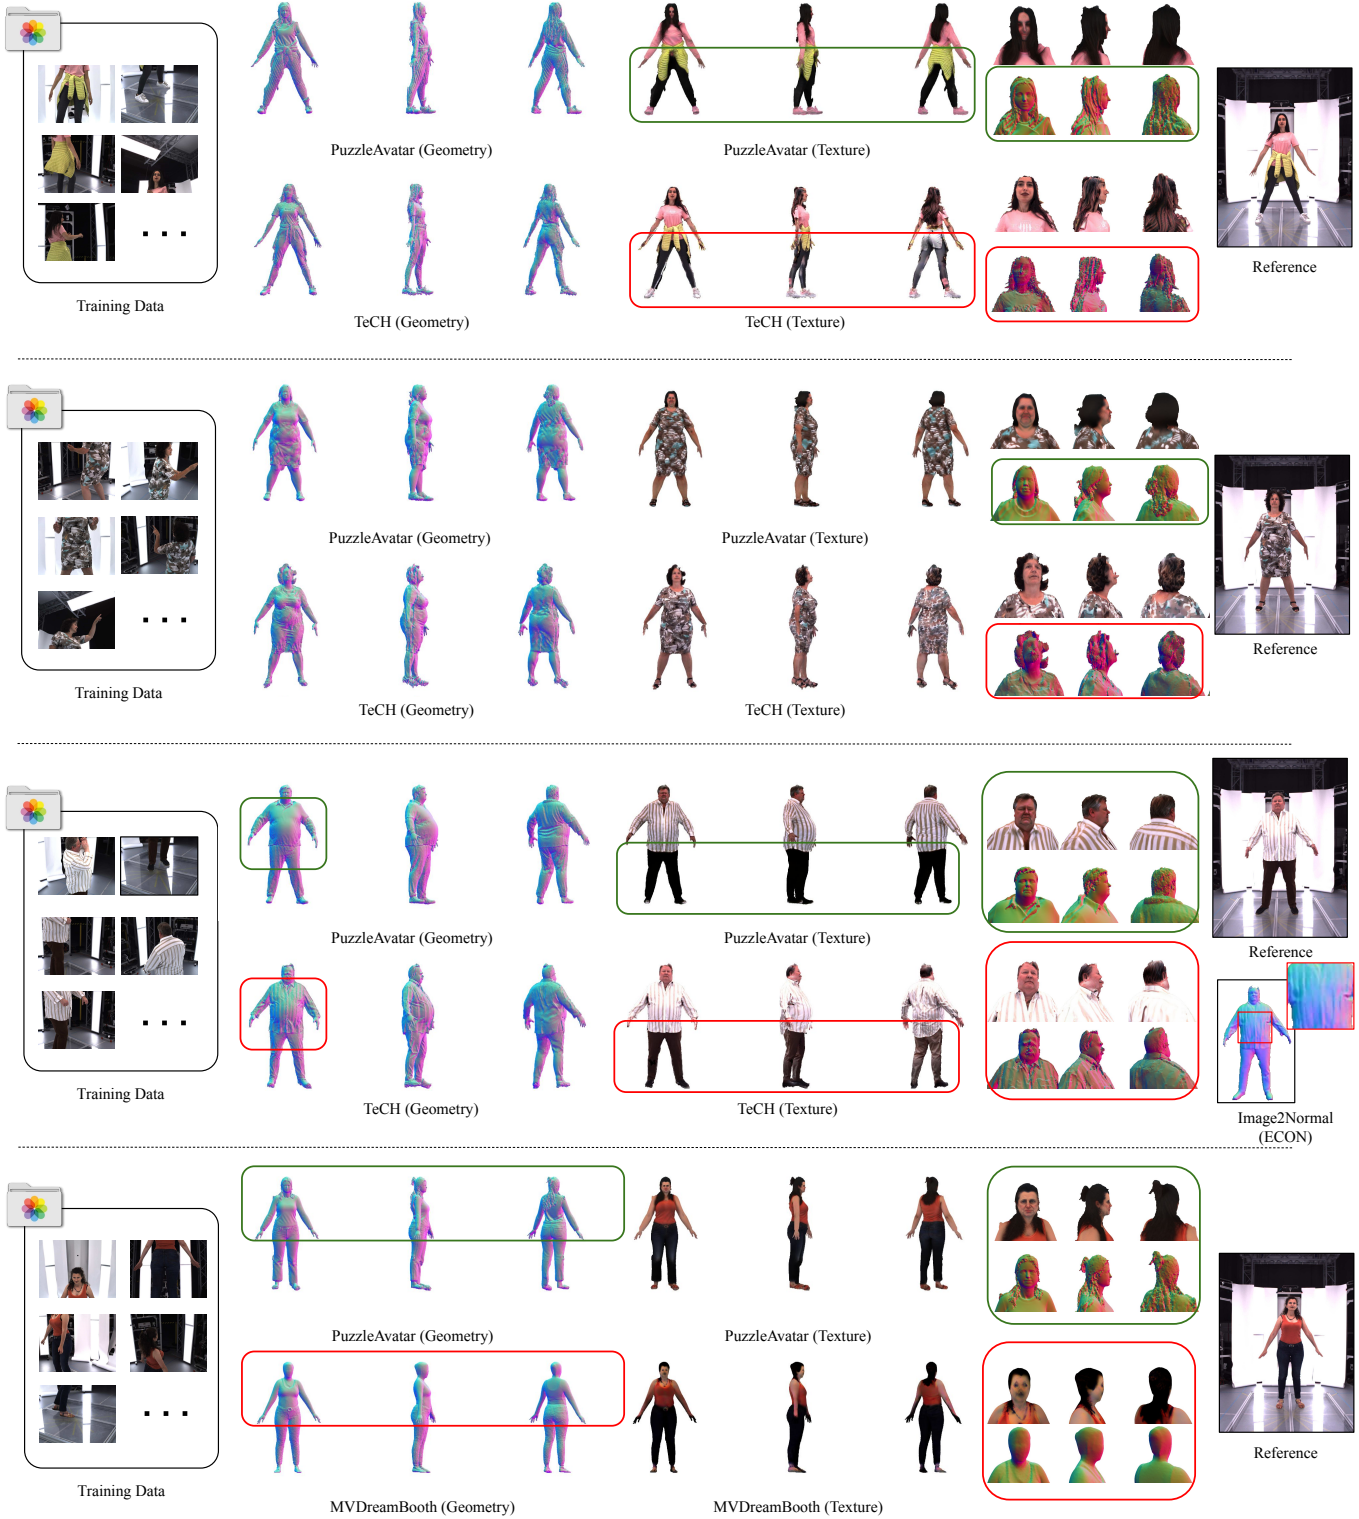 PuzzleAvatar (Geometry)
PuzzleAvatar (Texture)
Training Data
TeCH (Geometry)
TeCH (Texture)
Reference
PuzzleAvatar (Geometry)
PuzzleAvatar (Texture)
Training Data
TeCH (Geometry)
TeCH (Texture)
Reference
PuzzleAvatar (Geometry)
PuzzleAvatar (Texture)
Reference
Training Data
TeCH (Geometry)
TeCH (Texture)
Image2Normal
(ECON)
PuzzleAvatar (Geometry)
PuzzleAvatar (Texture)
Training Data
MVDreamBooth (Geometry)
MVDreamBooth (Texture)
Reference